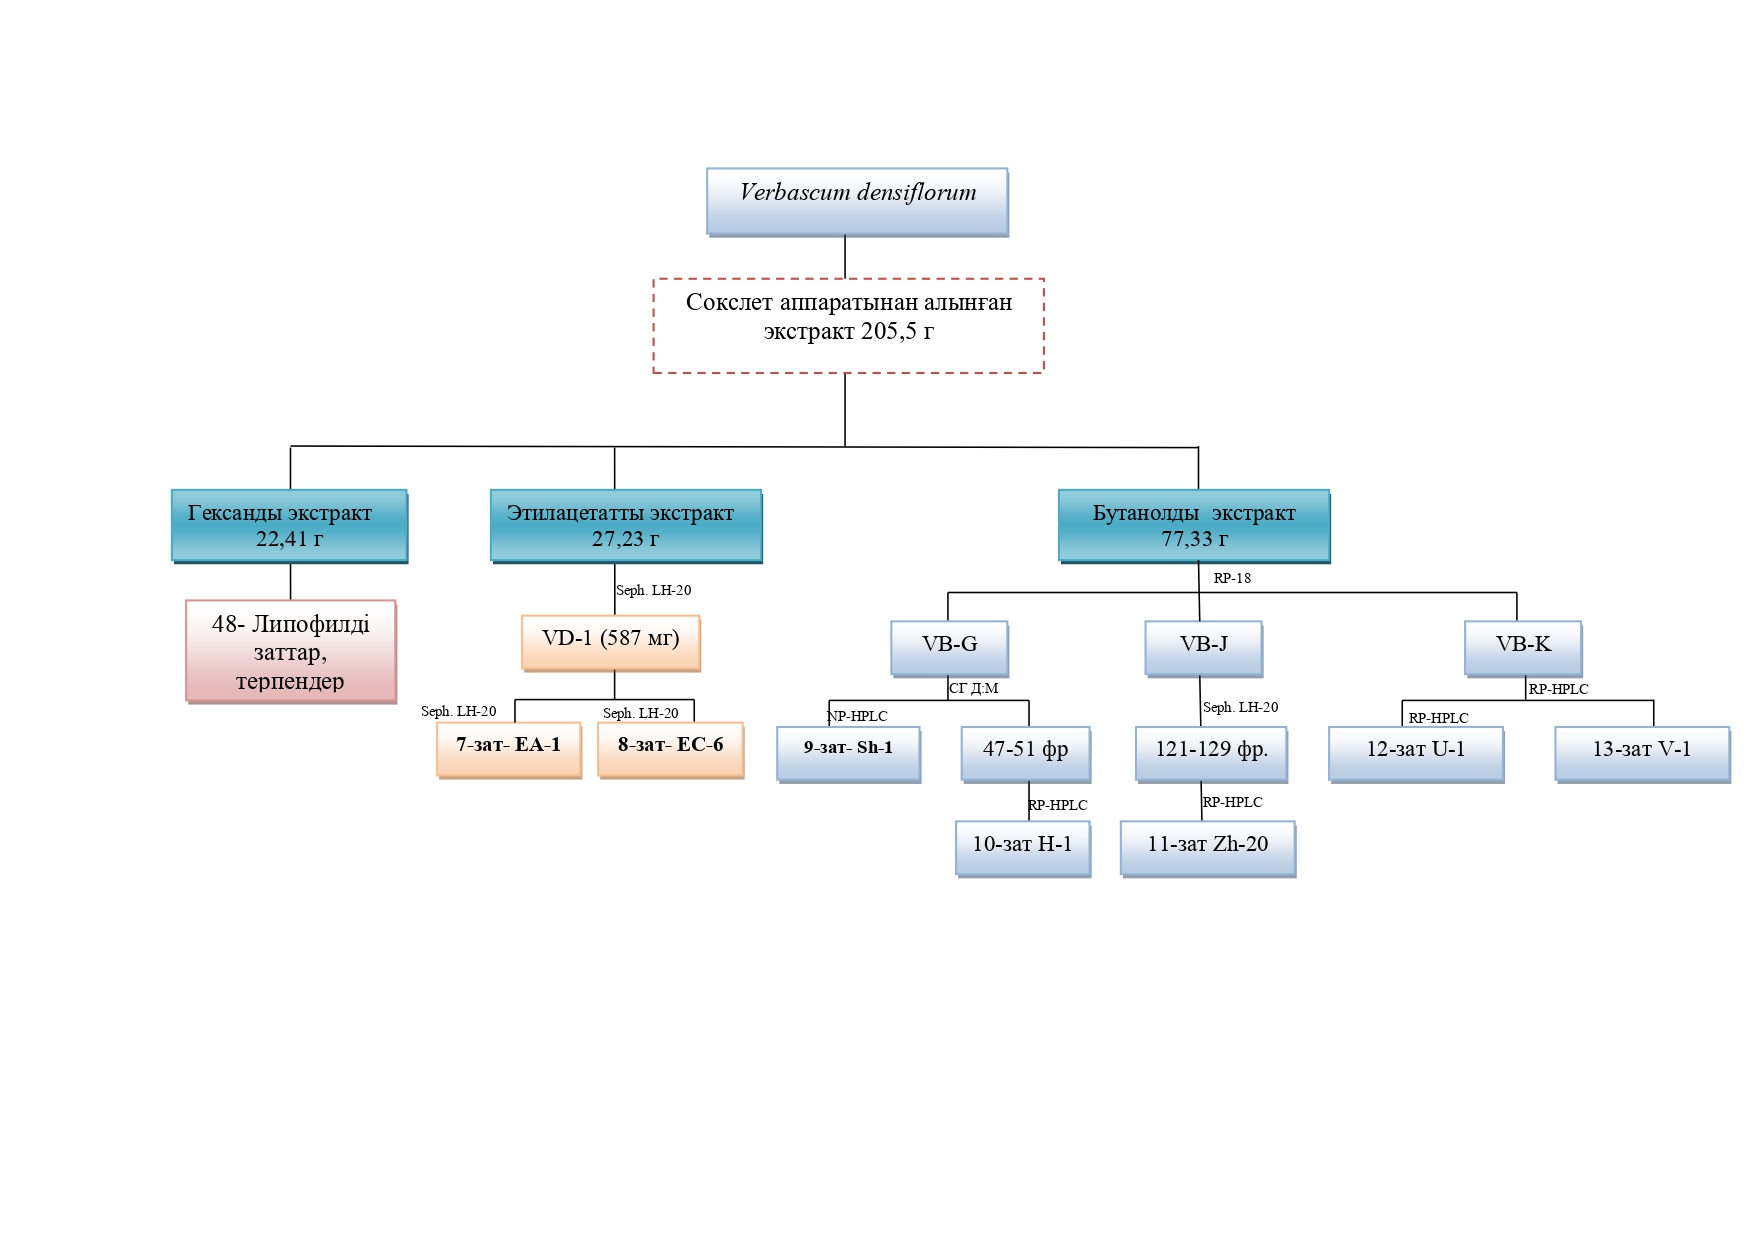 Verbascum densiflorum
Сокслет аппаратынан алынған
экстракт 205,5 г
Гександы экстракт
22,41 г
Этилацетатты экстракт
27,23 г
Бутанолды экстракт
77,33 г
RP-18
Seph. LH-20
48- Липофилді
заттар,
терпендер
VD-1 (587 мг)
VB-G
VB-J
VB-K
СГ Д:М
RP-HPLC
Seph. LH-20
Seph. LH-20
Seph. LH-20
NP-HPLC
RP-HPLC
7-зат- EA-1
8-зат- EC-6
9-зат- Sh-1
47-51 фр
121-129 фр.
12-зат U-1
13-зат V-1
RP-HPLC
RP-HPLC
10-зат H-1
11-зат Zh-20